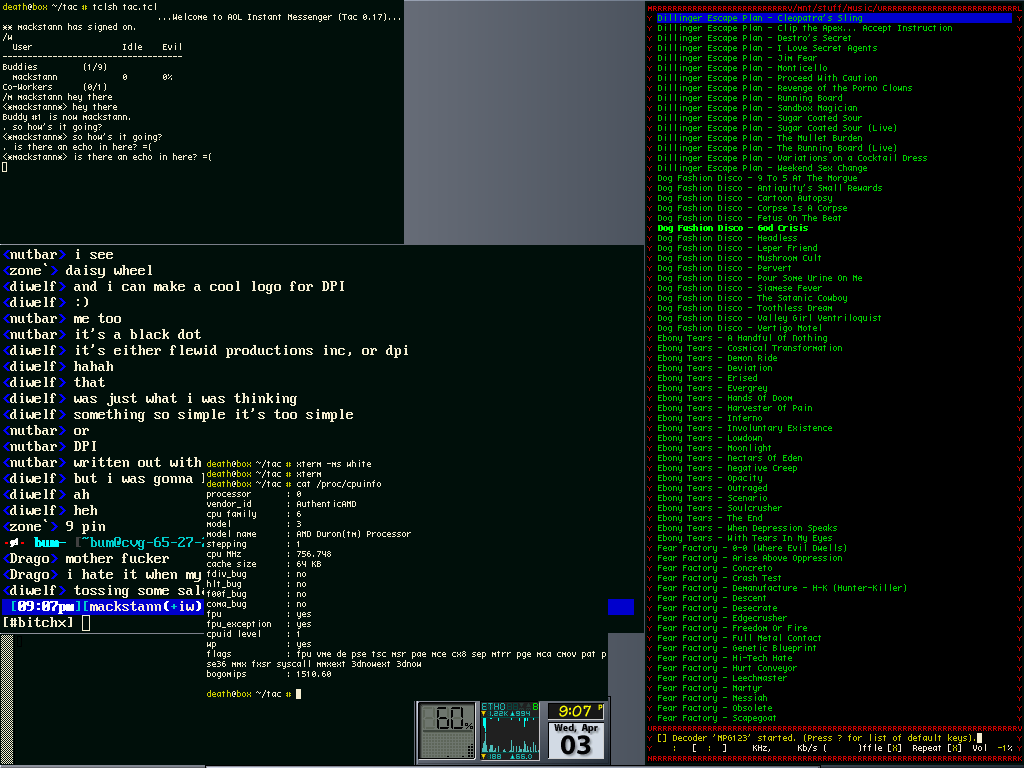 death@box ~/tac # tclsh tac.tcl
...Welcome to AOL Instant Messenger (Tac 0.17)...
** mackstann has signed on.
/w
User Idle Evil
Buddies (1/9)
mackstann 0 0%
Co-Workers (0/1)
/m mackstann hey there
<*mackstann*> hey there
Buddy #1 is now mackstann.
. so how's it going?
<*mackstann*> so how's it going?
. is there an echo in here? =(
<*mackstann*> is there an echo in here? =(
<nutbar> i see
<zone`> daisy wheel
<diwelf> and i can make a cool logo for DPI
<diwelf> :)
<nutbar> me too
<nutbar> it's a black dot
<diwelf> it's either flewid productions inc, or dpi
<diwelf> hahah
<diwelf> that
<diwelf> was just what i was thinking
<diwelf> something so simple it's too simple
<nutbar> or
<nutbar> DPI
<nutbar> written out with
<diwelf> but i was gonna
<diwelf> ah
<diwelf> heh
<zone`> 9 pin
bum- [~bum@cvg-65-27-
<Drago> mother fucker
<Drago> i hate it when my
<diwelf> tossing some sal
[09:07pm][mackstann(+iw)
[#bitchx]
death@box ~/tac # xterm -ms white
death@box ~/tac # xterm
death@box ~/tac # cat /proc/cpuinfo
processor : 0
vendor_id : AuthenticAMD
cpu family : 6
model : 3
model name : AMD Duron(tm) Processor
stepping : 1
cpu MHz : 756.748
cache size : 64 KB
fdiv_bug : no
hlt_bug : no
f00f_bug : no
coma_bug : no
fpu : yes
fpu_exception : yes
cpuid level : 1
wp : yes
flags : fpu vme de pse tsc msr pae mce cx8 sep mtrr pge mca cmov pat p
se36 mmx fxsr syscall mmxext 3dnowext 3dnow
bogomips : 1510.60
death@box ~/tac #
60%
ETH0
1.22K 994
188 66.0
9:07 P
Wed, Apr
03
/mnt/stuff/music/
Dillinger Escape Plan - Cleopatra's Sling
Dillinger Escape Plan - Clip the Apex... Accept Instruction
Dillinger Escape Plan - Destro's Secret
Dillinger Escape Plan - I Love Secret Agents
Dillinger Escape Plan - Jim Fear
Dillinger Escape Plan - Monticello
Dillinger Escape Plan - Proceed With Caution
Dillinger Escape Plan - Revenge of the Porno Clowns
Dillinger Escape Plan - Running Board
Dillinger Escape Plan - Sandbox Magician
Dillinger Escape Plan - Sugar Coated Sour
Dillinger Escape Plan - Sugar Coated Sour (Live)
Dillinger Escape Plan - The Mullet Burden
Dillinger Escape Plan - The Running Board (Live)
Dillinger Escape Plan - Variations on a Cocktail Dress
Dillinger Escape Plan - Weekend Sex Change
Dog Fashion Disco - 9 To 5 At The Morgue
Dog Fashion Disco - Antiquity's Small Rewards
Dog Fashion Disco - Cartoon Autopsy
Dog Fashion Disco - Corpse Is A Corpse
Dog Fashion Disco - Fetus On The Beat
Dog Fashion Disco - God Crisis
Dog Fashion Disco - Headless
Dog Fashion Disco - Leper Friend
Dog Fashion Disco - Mushroom Cult
Dog Fashion Disco - Pervert
Dog Fashion Disco - Pour Some Urine On Me
Dog Fashion Disco - Siamese Fever
Dog Fashion Disco - The Satanic Cowboy
Dog Fashion Disco - Toothless Dream
Dog Fashion Disco - Valley Girl Ventriloquist
Dog Fashion Disco - Vertigo Motel
Ebony Tears - A Handful Of Nothing
Ebony Tears - Cosmical Transformation
Ebony Tears - Demon Ride
Ebony Tears - Deviation
Ebony Tears - Erised
Ebony Tears - Evergrey
Ebony Tears - Hands Of Doom
Ebony Tears - Harvester Of Pain
Ebony Tears - Inferno
Ebony Tears - Involuntary Existence
Ebony Tears - Lowdown
Ebony Tears - Moonlight
Ebony Tears - Nectars Of Eden
Ebony Tears - Negative Creep
Ebony Tears - Opacity
Ebony Tears - Outraged
Ebony Tears - Scenario
Ebony Tears - Soulcrusher
Ebony Tears - The End
Ebony Tears - When Depression Speaks
Ebony Tears - With Tears In My Eyes
Fear Factory - 0-0 (Where Evil Dwells)
Fear Factory - Arise Above Oppression
Fear Factory - Concreto
Fear Factory - Crash Test
Fear Factory - Demanufacture - H-K (Hunter-Killer)
Fear Factory - Descent
Fear Factory - Desecrate
Fear Factory - Edgecrusher
Fear Factory - Freedom Or Fire
Fear Factory - Full Metal Contact
Fear Factory - Genetic Blueprint
Fear Factory - Hi-Tech Hate
Fear Factory - Hurt Conveyor
Fear Factory - Leechmaster
Fear Factory - Martyr
Fear Factory - Messiah
Fear Factory - Obsolete
Fear Factory - Scapegoat
[] Decoder 'MPG123' started. (Press ? for list of default keys).
: [ : ] KHz, Kb/s ( )ffle [X] Repeat [X] Vol -1%